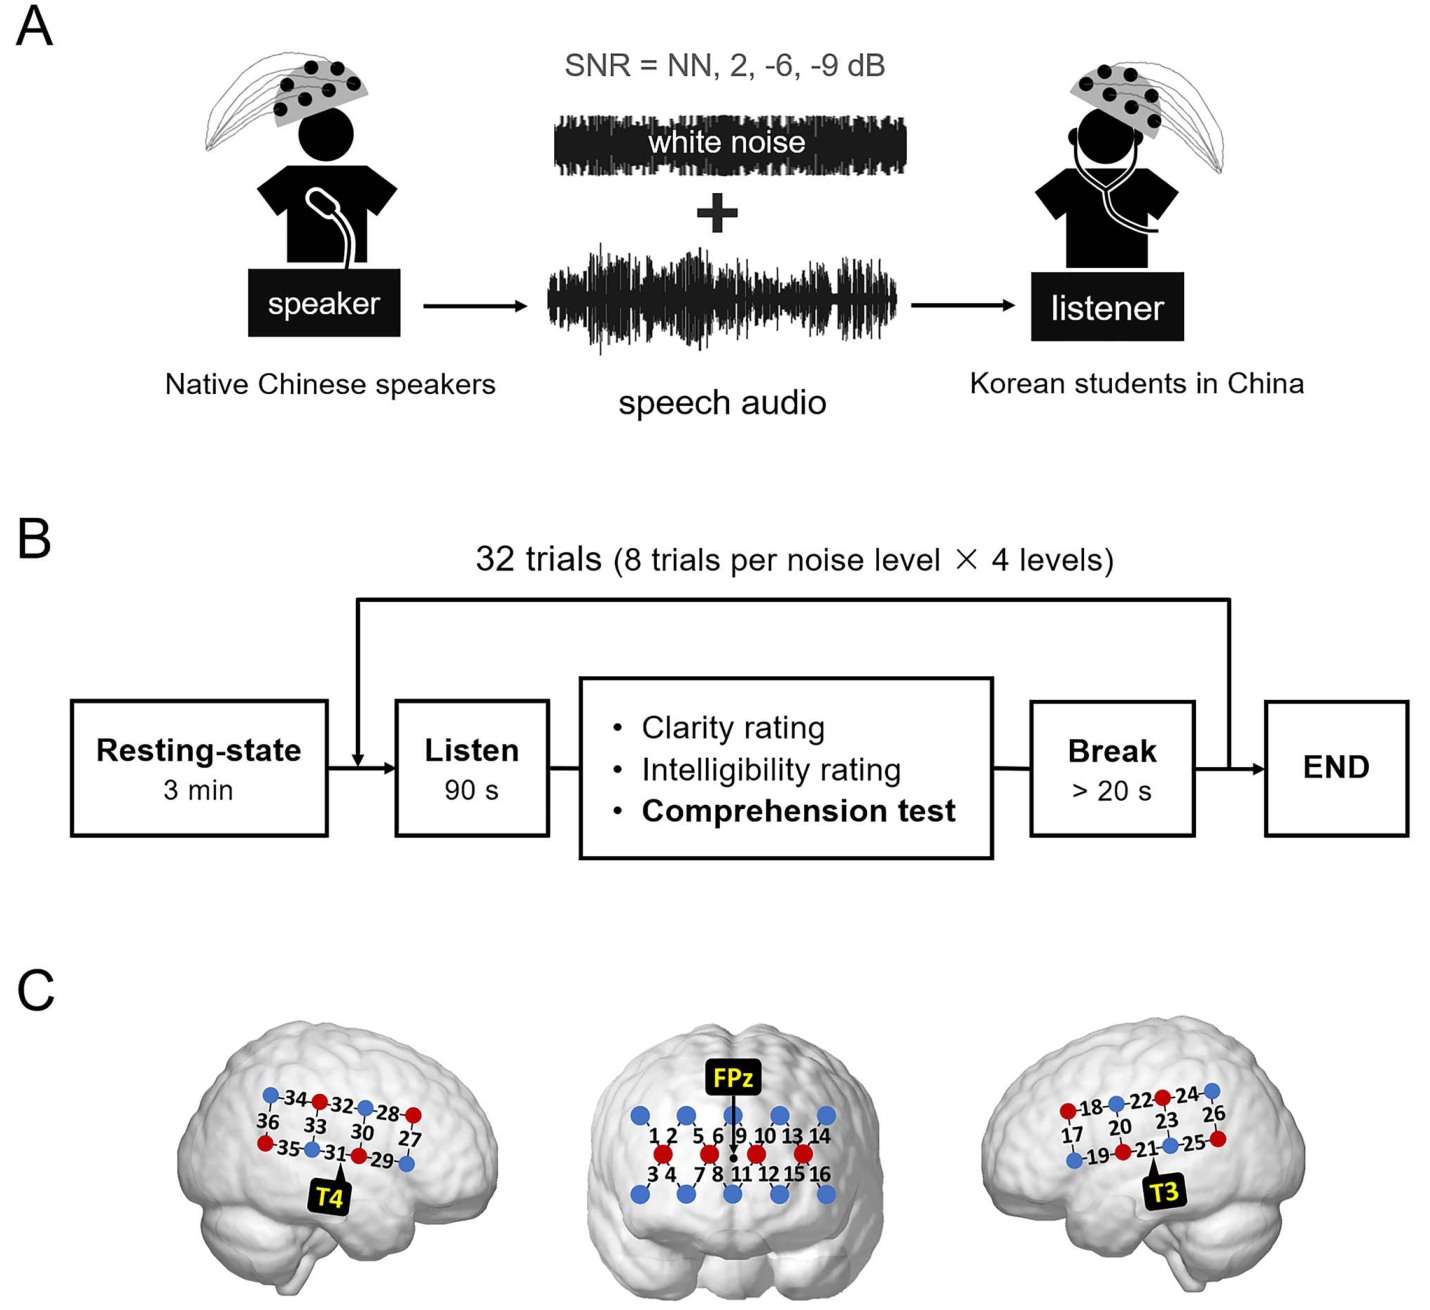 A
SNR = NN, 2, -6, -9 dB
white noise
+
speaker
listener
Native Chinese speakers
speech audio
Korean students in China
B
32 trials (8 trials per noise level × 4 levels)
Resting-state
3 min
Listen
90 s
• Clarity rating
• Intelligibility rating
• Comprehension test
Break
> 20 s
END
C
34 32 28
36 33 30 27
35 31 29
T4
FPz
1 2 5 6 9 10 13 14
3 4 7 8 11 12 15 16
18 22 24
17 20 23 26
19 21 25
T3